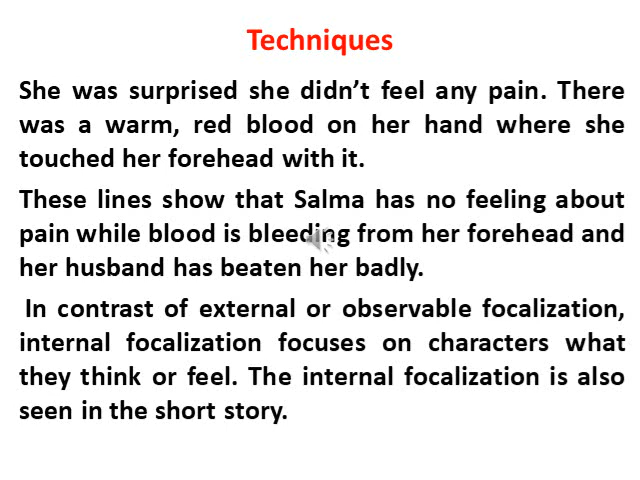 Techniques
She was surprised she didn’t feel any pain. There
was a warm, red blood on her hand where she
touched her forehead with it.
These lines show that Salma has no feeling about
pain while blood is bleeding from her forehead and
her husband has beaten her badly.
In contrast of external or observable focalization,
internal focalization focuses on characters what
they think or feel. The internal focalization is also
seen in the short story.